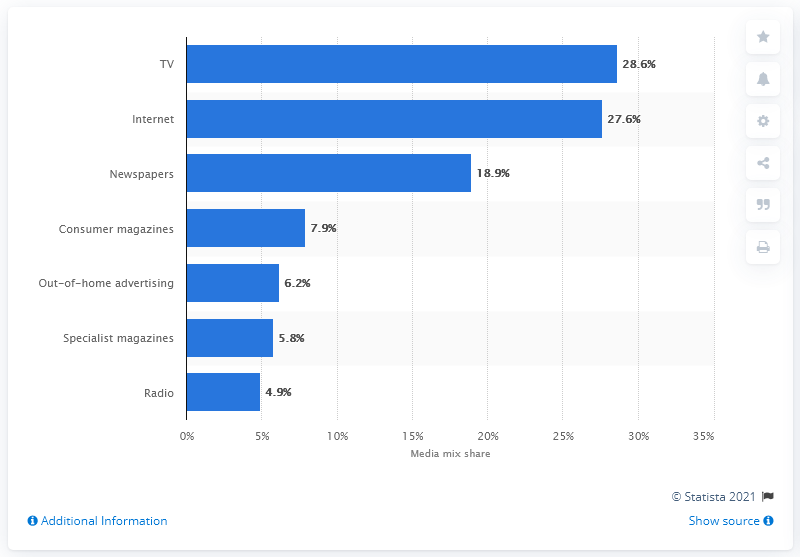 TV 28.6%
Internet 27.6%
Newspapers 18.9%
Consumer magazines 7.9%
Out-of-home advertising 6.2%
Specialist magazines 5.8%
Radio 4.9%
0% 5% 10% 15% 20% 25% 30% 35%
Media mix share
© Statista 2021
Additional Information Show source